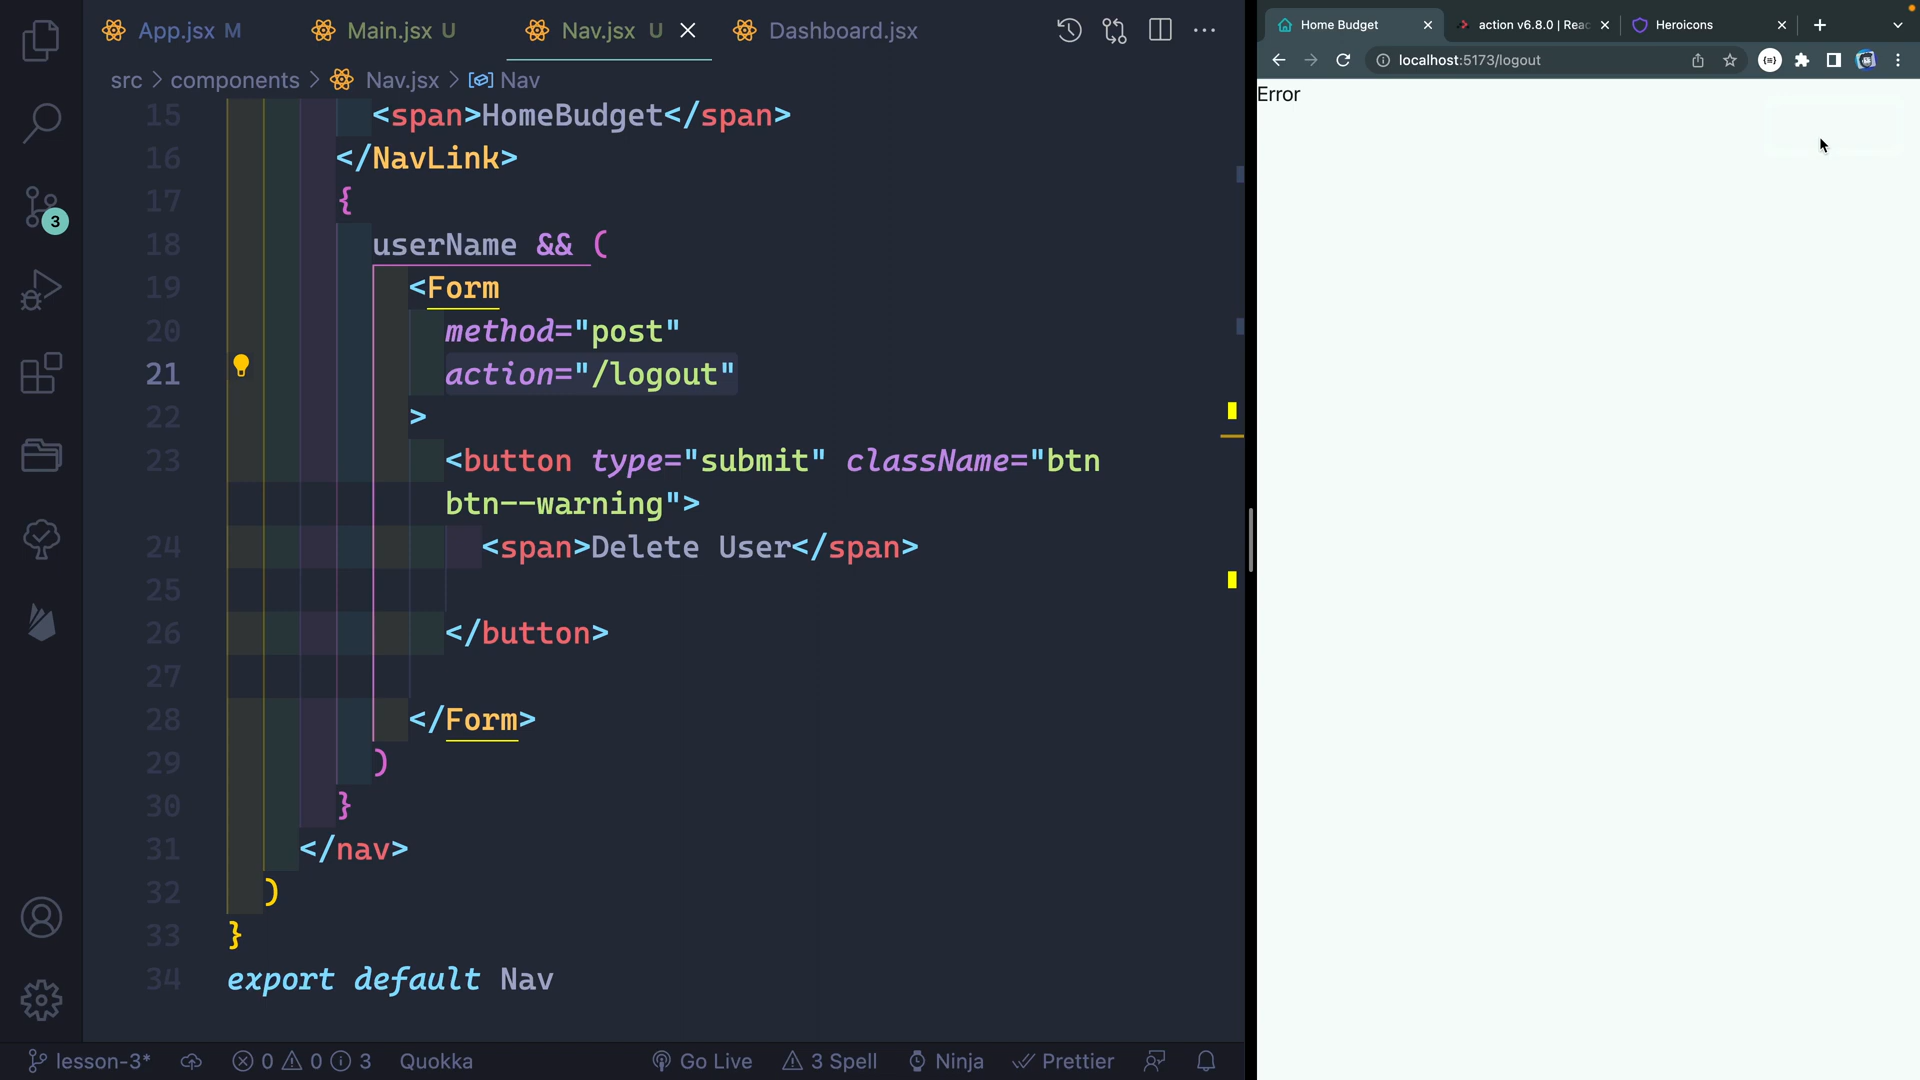 App.jsx M
Main.jsx U
Nav.jsx U
Dashboard.jsx
src > components > Nav.jsx > Nav
15 <span>HomeBudget</span>
16 </NavLink>
17 {
18 userName && (
19 <Form
20 method="post"
21 action="/logout"
22 >
23 <button type="submit" className="btn
btn--warning">
24 <span>Delete User</span>
25
26 </button>
27
28 </Form>
29 )
30 }
31 </nav>
32 )
33 }
34 export default Nav
3
lesson-3* 0 0 3 Quokka Go Live 3 Spell Ninja Prettier
Home Budget
action v6.8.0 | Reac
Heroicons
localhost:5173/logout
Error